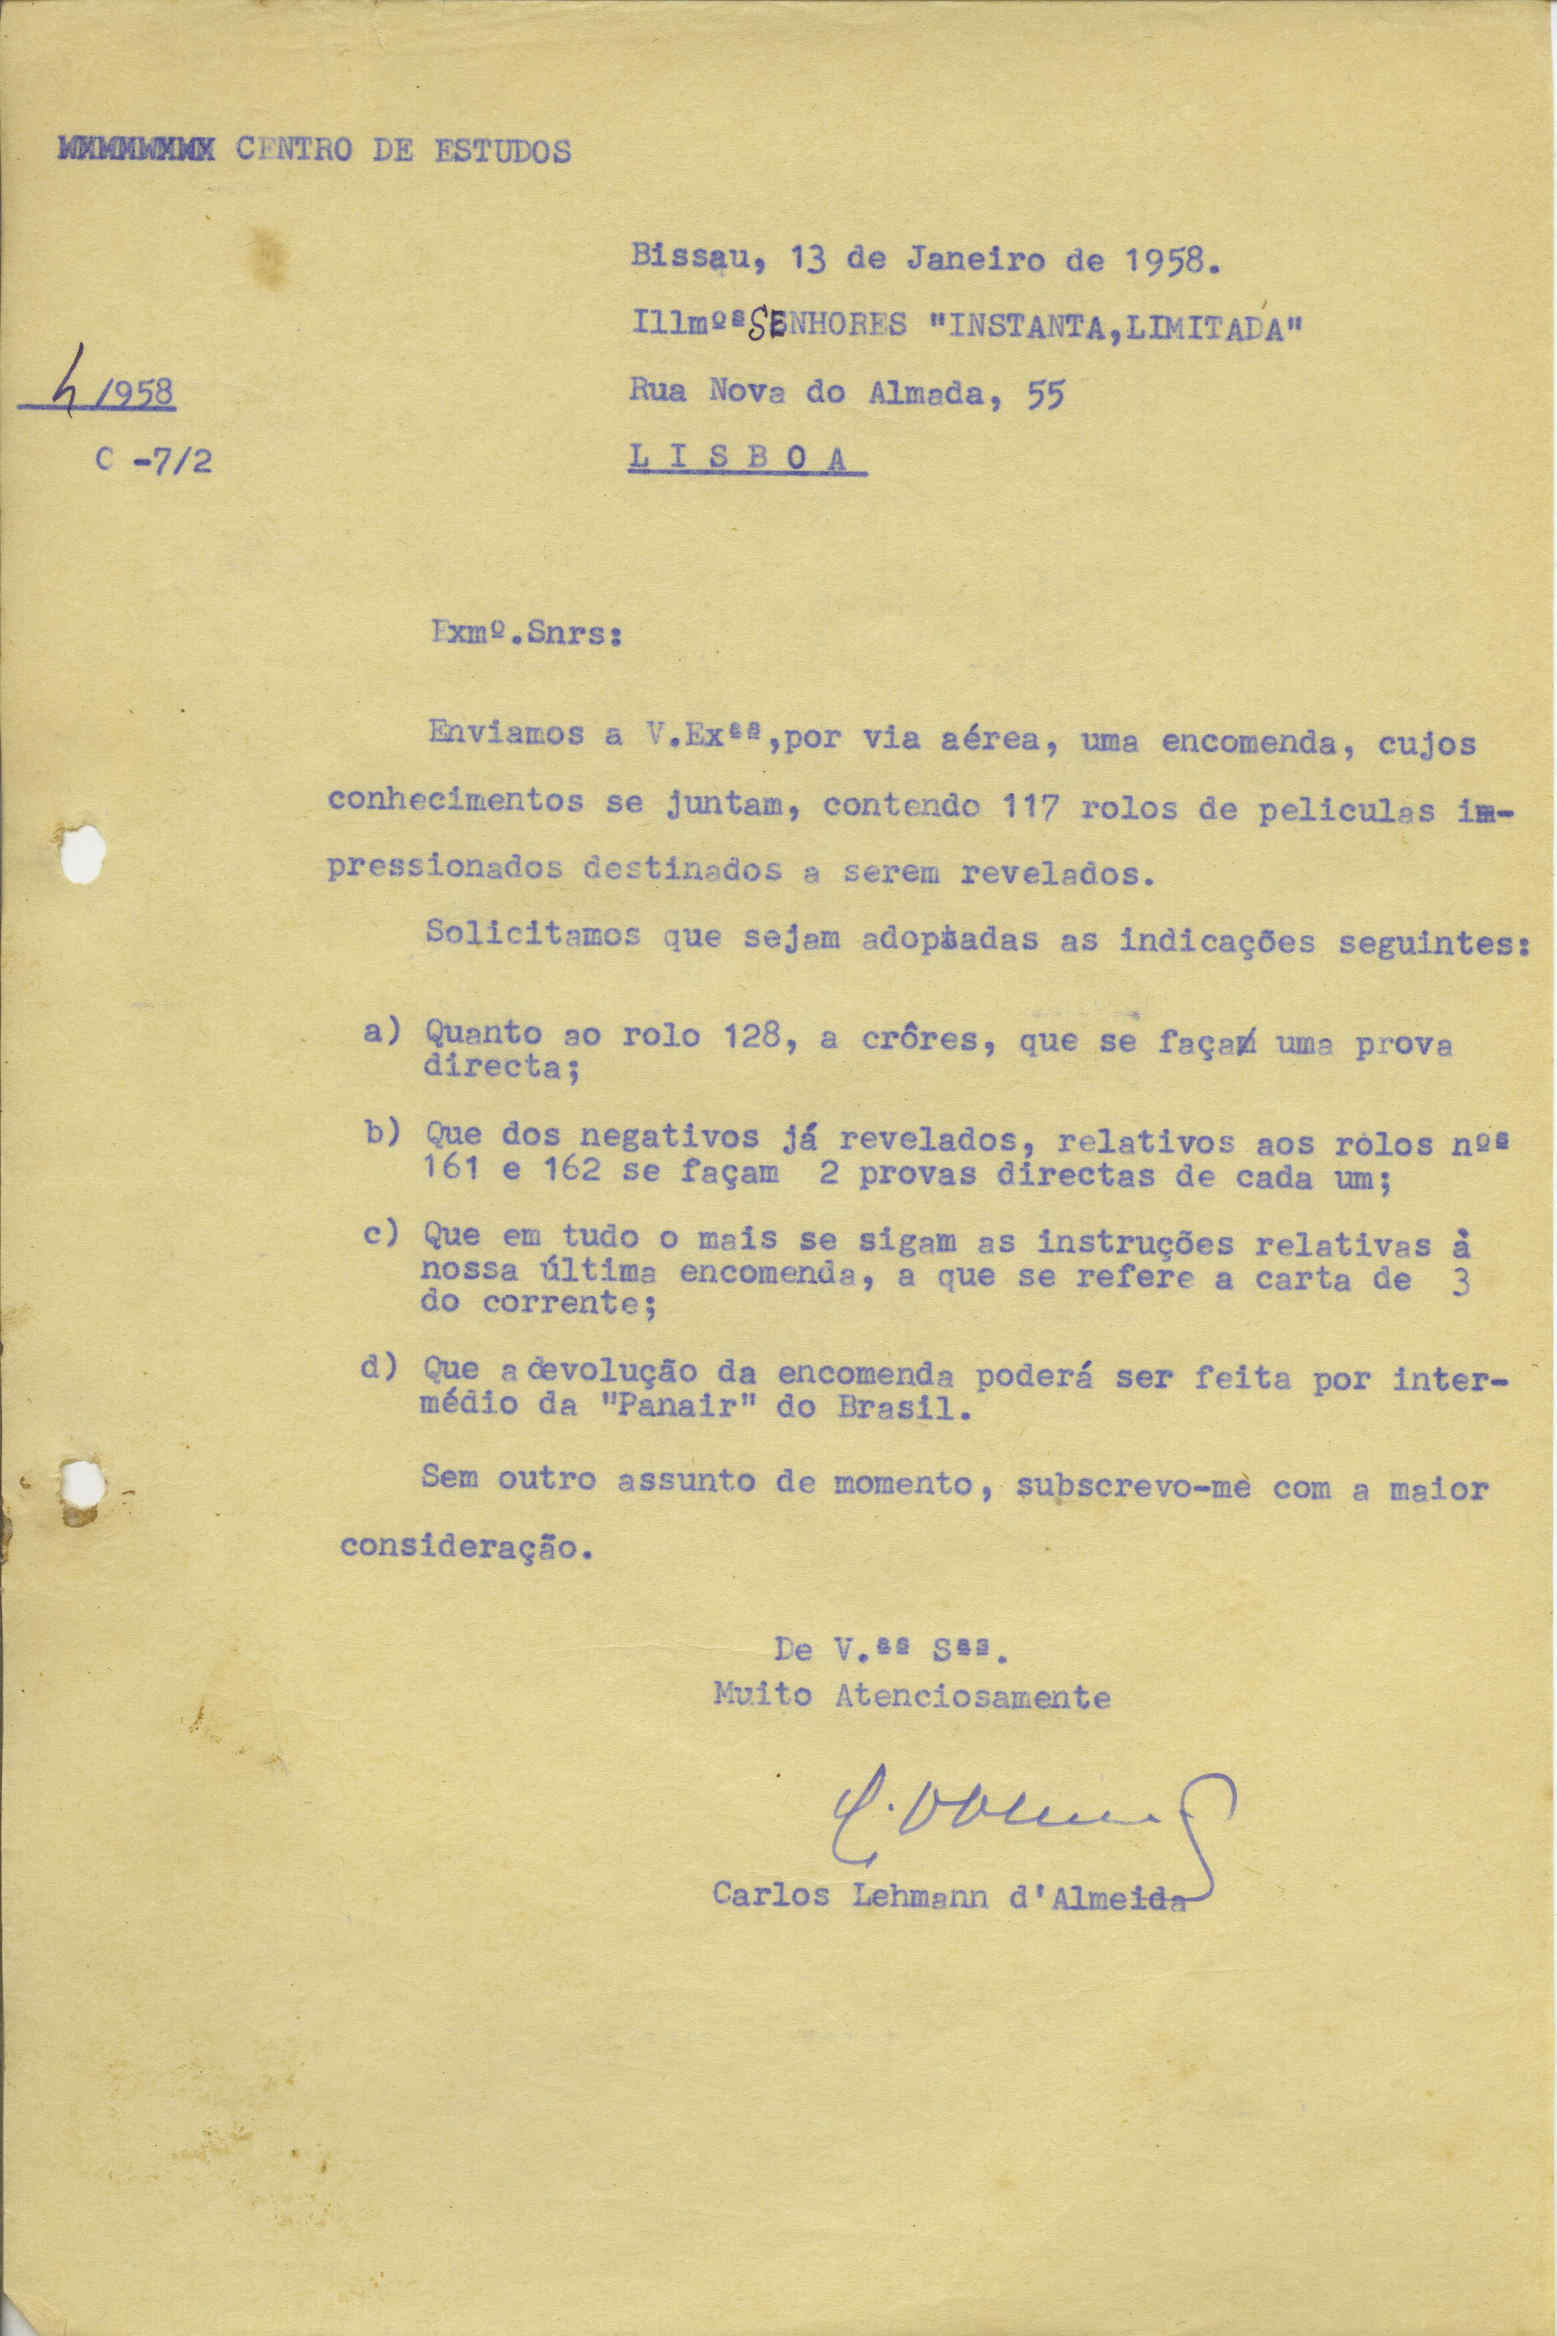 CENTRO DE ESTUDOS
Bissau, 13 de Janeiro de 1958.
Illmºs SENHORES "INSTANTA,LIMITADA"
4 /1958
Rua Nova do Almada, 55
C -7/2
LISBOA
Exmº.Snrs:
Enviamos a V.Exªª,por via aérea, uma encomenda, cujos
conhecimentos se juntam, contendo 117 rolos de peliculas im-
pressionados destinados a serem revelados.
Solicitamos que sejam adoptadas as indicações seguintes:
a) Quanto ao rolo 128, a crôres, que se faça uma prova
directa;
b) Que dos negativos já revelados, relativos aos rolos nºs
161 e 162 se façam 2 provas directas de cada um;
c) Que em tudo o mais se sigam as instruções relativas à
nossa última encomenda, a que se refere a carta de 3
do corrente;
d) Que a devolução da encomenda poderá ser feita por inter-
médio da "Panair" do Brasil.
Sem outro assunto de momento, subscrevo-me com a maior
consideração.
De V.ªª Sªª.
Muito Atenciosamente
Carlos Lehmann d'Almeida